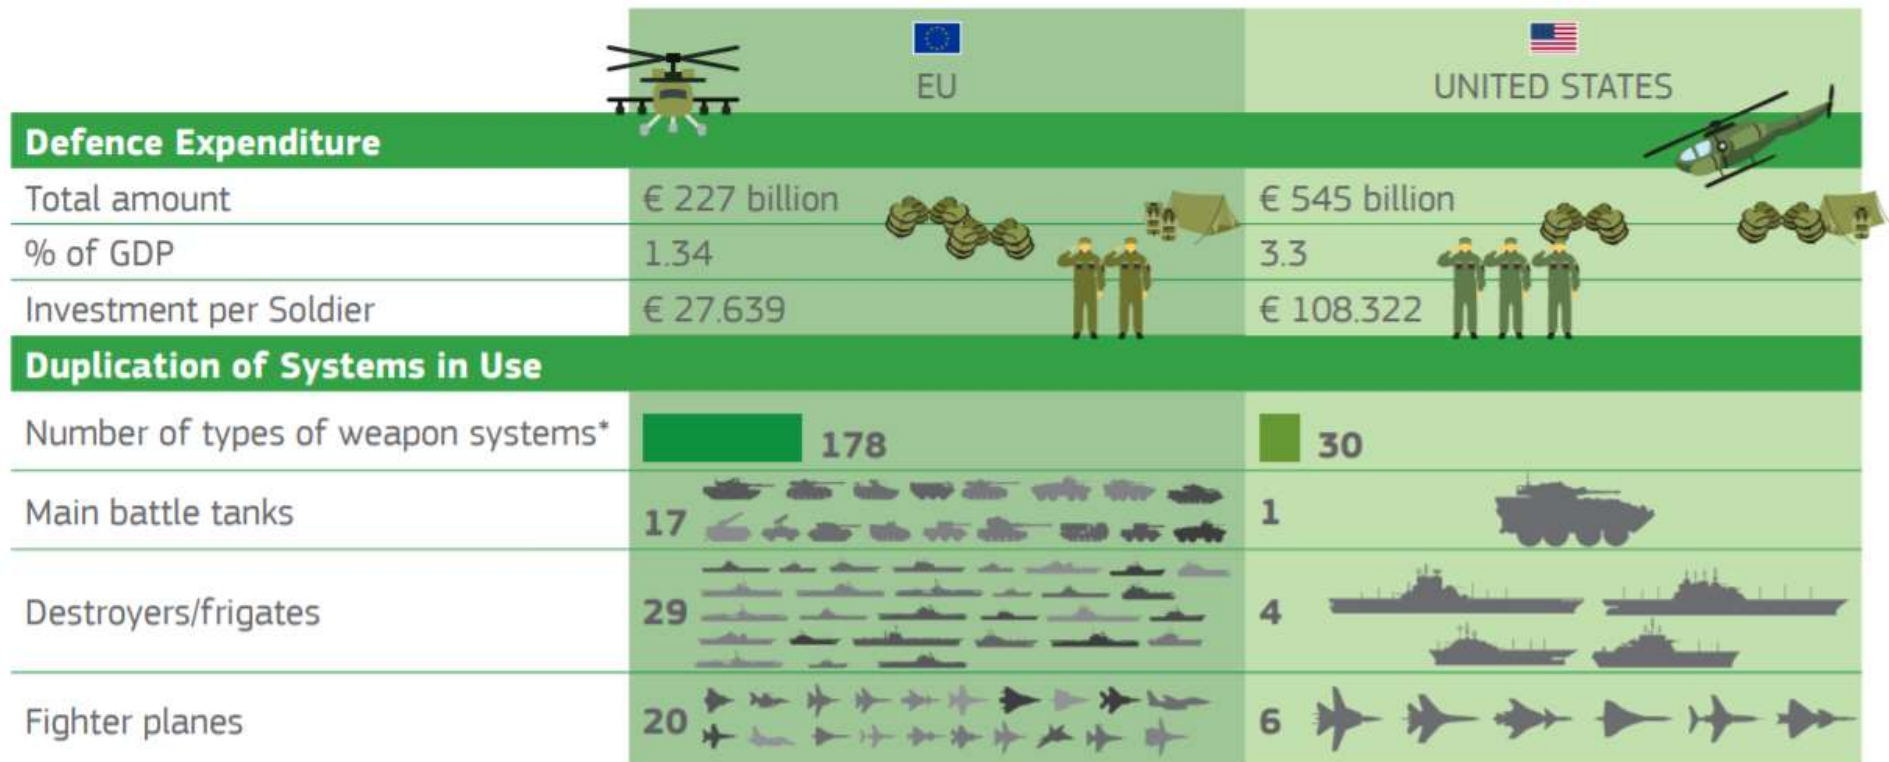 EU
UNITED STATES
Defence Expenditure
Total amount
€ 227 billion
€ 545 billion
% of GDP
1.34
3.3
Investment per Soldier
€ 27.639
€ 108.322
Duplication of Systems in Use
Number of types of weapon systems*
178
30
Main battle tanks
17
1
Destroyers/frigates
29
4
Fighter planes
20
6